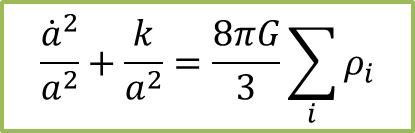 ȧ²/a² + k/a² = 8πG/3 ∑ᵢ ρᵢ